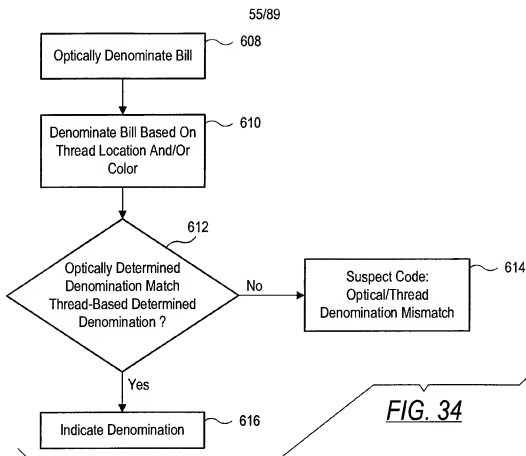 55/89
Optically Denominate Bill
608
Denominate Bill Based On
Thread Location And/Or
Color
610
612
Optically Determined
Denomination Match
Thread-Based Determined
Denomination ?
No
Suspect Code:
Optical/Thread
Denomination Mismatch
614
Yes
Indicate Denomination
616
FIG. 34